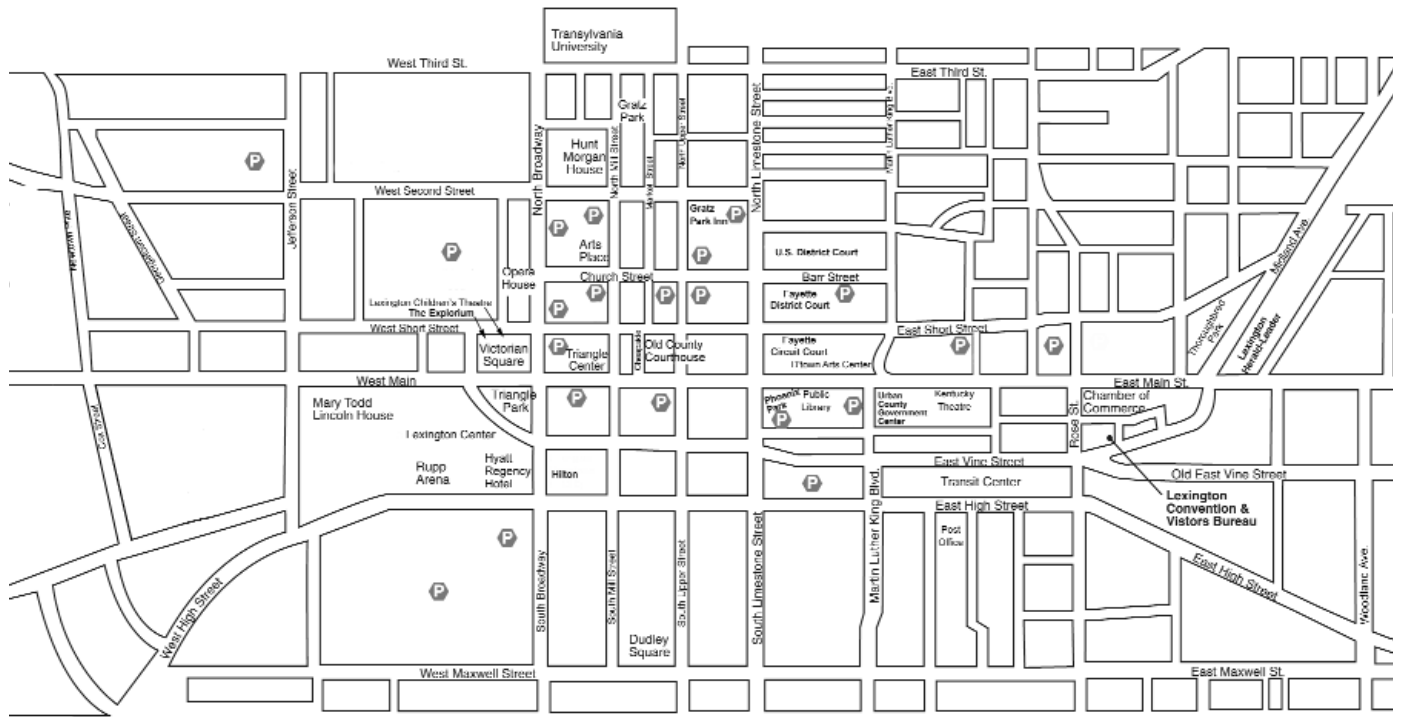 Transylvania
University
West Third St.
East Third St.
Gratz
Park
North Broadway
Hunt
Morgan
House
North Mill Street
Market Street
North Upper Street
North Limestone Street
Martin Luther King Blvd.
P
West Second Street
Jefferson Street
Georgetown Street
Gratz
Park Inn
P
P
P
P
Arts
Place
P
P
U.S. District Court
Midland Ave.
Opera
House
Church Street
Barr Street
Lexington Children's Theatre
The Explorium
P
P
P
P
Fayette
District Court
P
Thoroughbred
Park
Lexington
Herald-Leader
West Short Street
East Short Street
Victorian
Square
P
Triangle
Center
Cheapside
Old County
Courthouse
Fayette
Circuit Court
P
P
West Main
East Main St.
Mary Todd
Lincoln House
Triangle
Park
P
P
Phoenix
Park
P
Public
Library
P
Urban
County
Government
Center
Kentucky
Theatre
Rose St.
Chamber of
Commerce
Cox Street
Lexington Center
Rupp
Arena
Hyatt
Regency
Hotel
Hilton
East Vine Street
Old East Vine Street
P
Transit Center
Lexington
Convention &
Vistors Bureau
East High Street
Post
Office
P
P
South Broadway
South Mill Street
South Upper Street
South Limestone Street
Martin Luther King Blvd.
East High Street
Woodland Ave.
West High Street
Dudley
Square
West Maxwell Street
East Maxwell St.